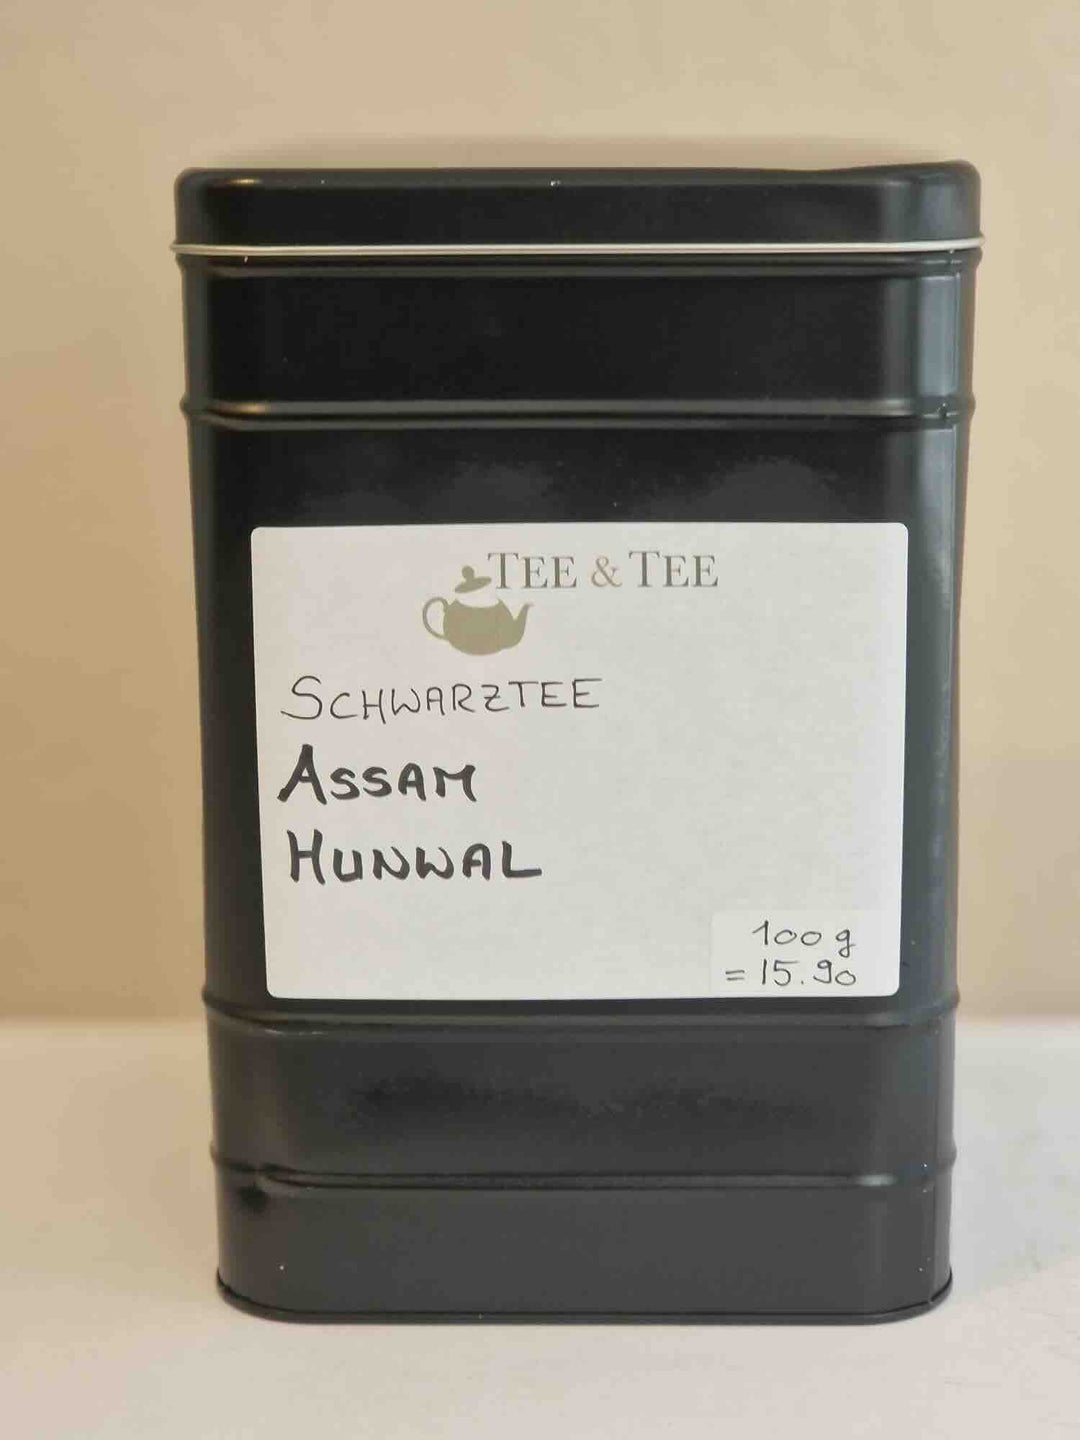 TEE & TEE
SCHWARZTEE
ASSAM
HUNWAL
100 g
= 15.90